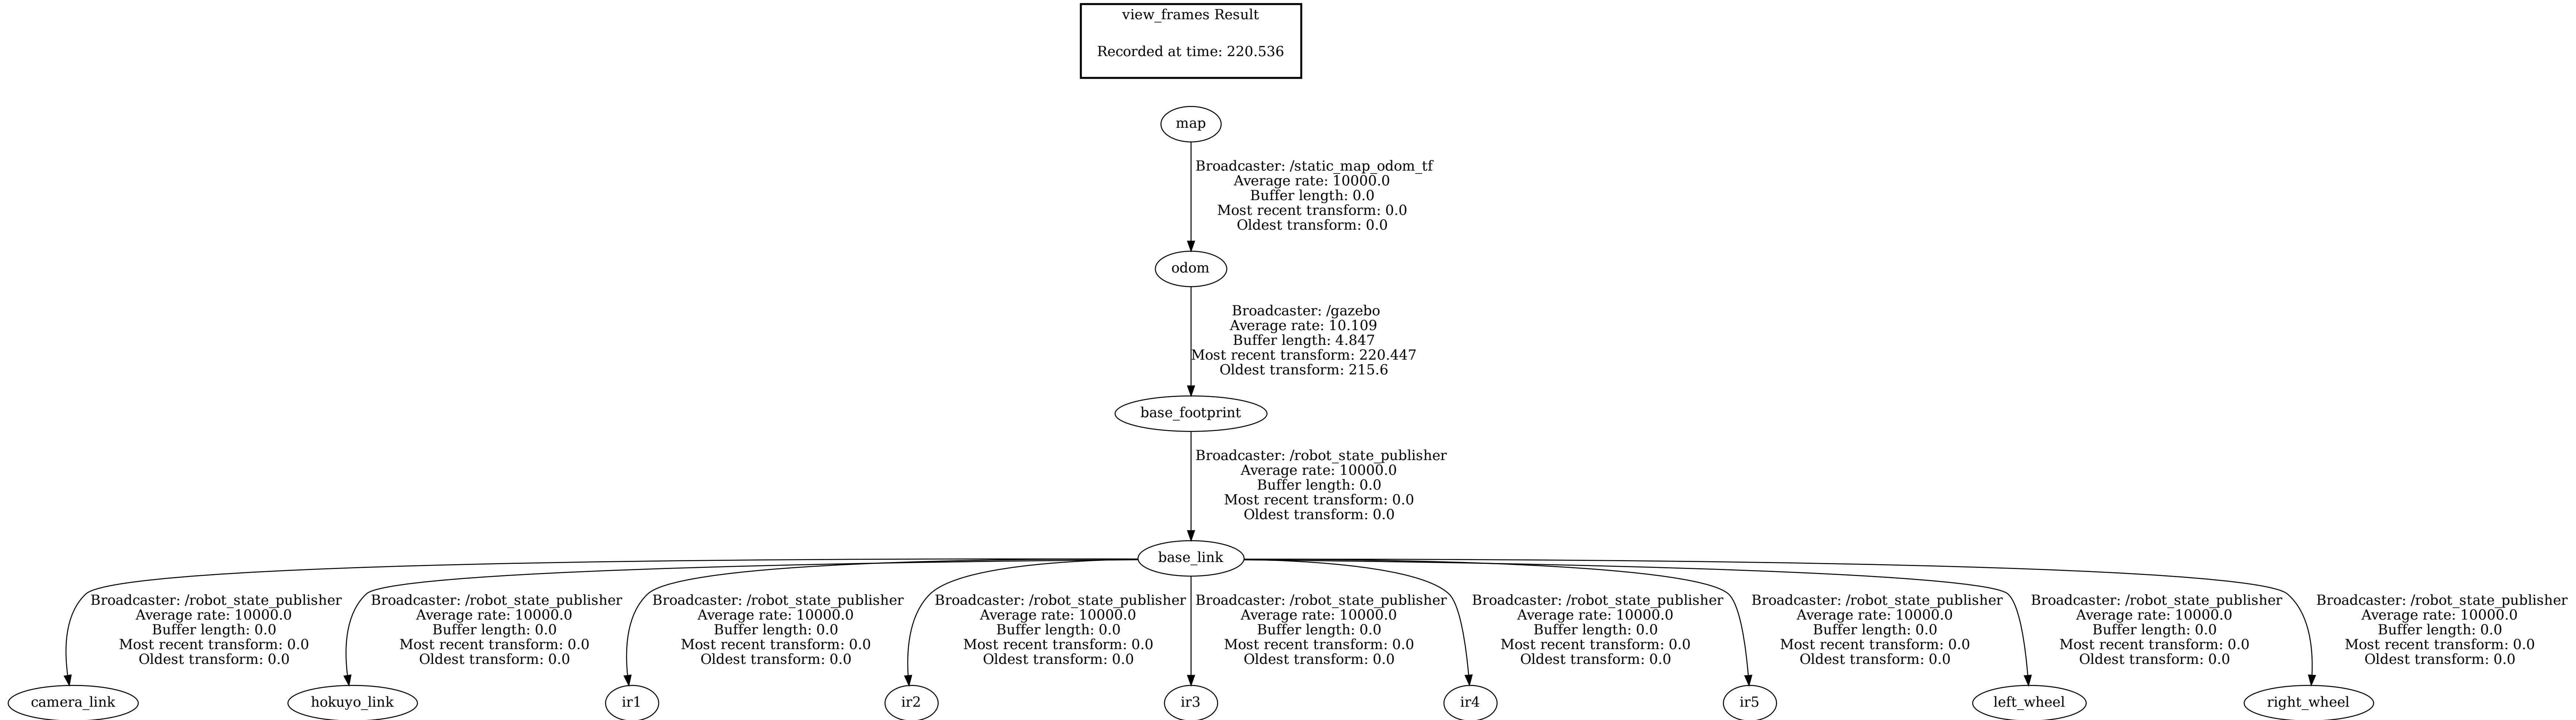 view_frames Result
Recorded at time: 220.536
map
Broadcaster: /static_map_odom_tf
Average rate: 10000.0
Buffer length: 0.0
Most recent transform: 0.0
Oldest transform: 0.0
odom
Broadcaster: /gazebo
Average rate: 10.109
Buffer length: 4.847
Most recent transform: 220.447
Oldest transform: 215.6
base_footprint
Broadcaster: /robot_state_publisher
Average rate: 10000.0
Buffer length: 0.0
Most recent transform: 0.0
Oldest transform: 0.0
base_link
Broadcaster: /robot_state_publisher
Average rate: 10000.0
Buffer length: 0.0
Most recent transform: 0.0
Oldest transform: 0.0
Broadcaster: /robot_state_publisher
Average rate: 10000.0
Buffer length: 0.0
Most recent transform: 0.0
Oldest transform: 0.0
Broadcaster: /robot_state_publisher
Average rate: 10000.0
Buffer length: 0.0
Most recent transform: 0.0
Oldest transform: 0.0
Broadcaster: /robot_state_publisher
Average rate: 10000.0
Buffer length: 0.0
Most recent transform: 0.0
Oldest transform: 0.0
Broadcaster: /robot_state_publisher
Average rate: 10000.0
Buffer length: 0.0
Most recent transform: 0.0
Oldest transform: 0.0
Broadcaster: /robot_state_publisher
Average rate: 10000.0
Buffer length: 0.0
Most recent transform: 0.0
Oldest transform: 0.0
Broadcaster: /robot_state_publisher
Average rate: 10000.0
Buffer length: 0.0
Most recent transform: 0.0
Oldest transform: 0.0
Broadcaster: /robot_state_publisher
Average rate: 10000.0
Buffer length: 0.0
Most recent transform: 0.0
Oldest transform: 0.0
Broadcaster: /robot_state_publisher
Average rate: 10000.0
Buffer length: 0.0
Most recent transform: 0.0
Oldest transform: 0.0
camera_link
hokuyo_link
ir1
ir2
ir3
ir4
ir5
left_wheel
right_wheel